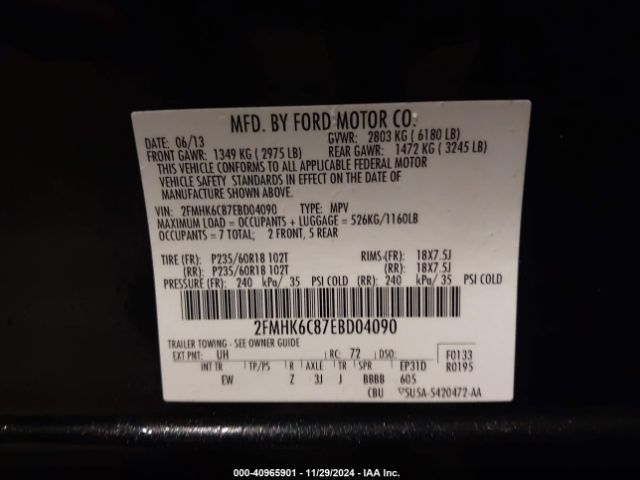 MFD. BY FORD MOTOR CO.
DATE: 06/13 GVWR: 2803 KG ( 6180 LB)
FRONT GAWR: 1349 KG ( 2975 LB) REAR GAWR: 1472 KG ( 3245 LB)
THIS VEHICLE CONFORMS TO ALL APPLICABLE FEDERAL MOTOR
VEHICLE SAFETY STANDARDS IN EFFECT ON THE DATE OF
MANUFACTURE SHOWN ABOVE.
VIN: 2FMHK6C87EBD04090 TYPE: MPV
MAXIMUM LOAD = OCCUPANTS + LUGGAGE = 526KG/1160LB
OCCUPANTS = 7 TOTAL; 2 FRONT, 5 REAR
TIRE (FR): P235/60R18 102T RIMS (FR): 18X7.5J
(RR): P235/60R18 102T (RR): 18X7.5J
PRESSURE (FR): 240 kPa/ 35 PSI COLD (RR): 240 kPa/ 35 PSI COLD
2FMHK6C87EBD04090
TRAILER TOWING - SEE OWNER GUIDE
EXT PNT: UH RC: 72 DSO: F0133
INT TR TP/PS R AXLE TR SPR EP31D R0195
EW Z 3J J BBBB 605
CBU
000-40965901 - 11/29/2024 - IAA Inc.